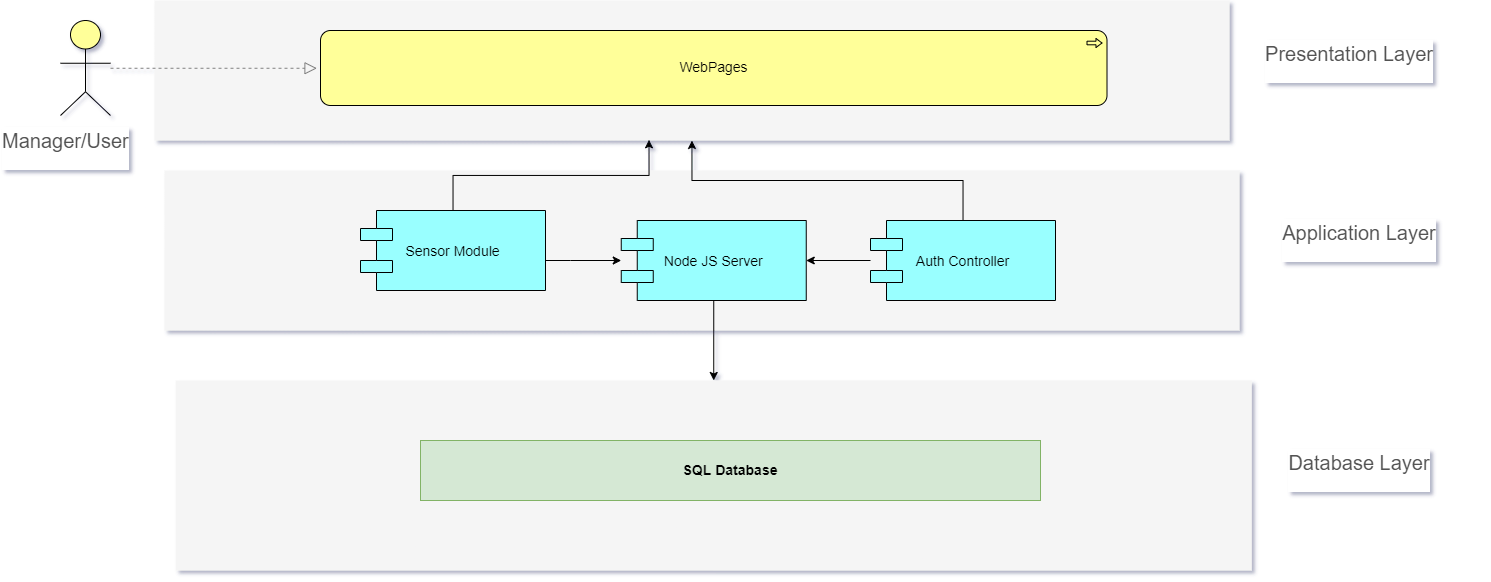 WebPages
Presentation Layer
Manager/User
Sensor Module
Node JS Server
Auth Controller
Application Layer
SQL Database
Database Layer